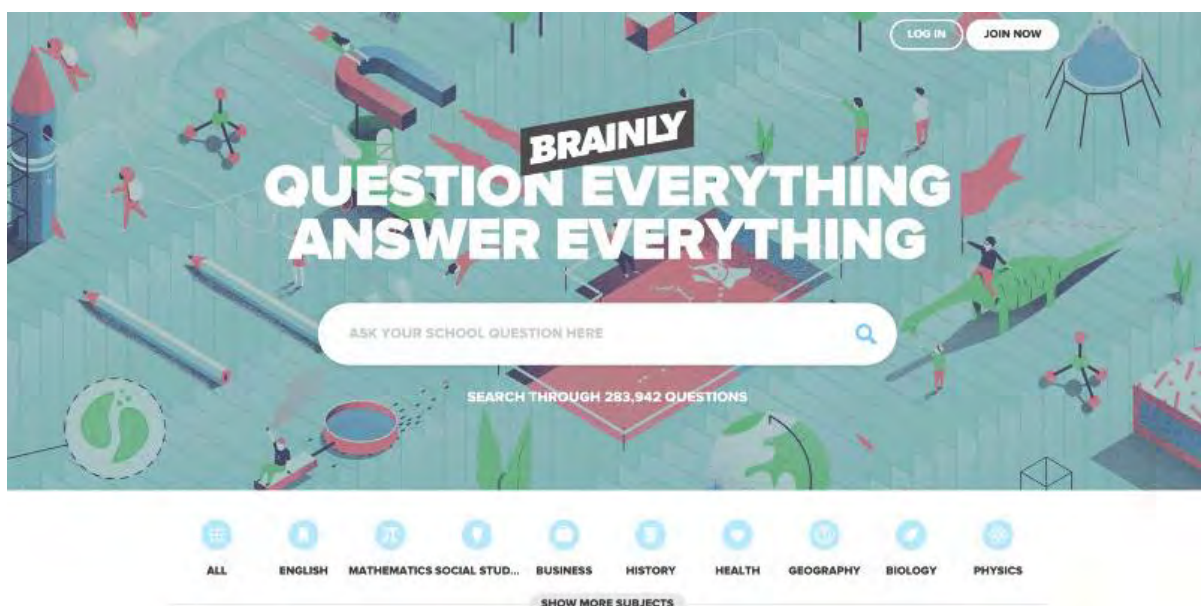 LOG IN JOIN NOW
BRAINLY
QUESTION EVERYTHING
ANSWER EVERYTHING
ASK YOUR SCHOOL QUESTION HERE
SEARCH THROUGH 283,942 QUESTIONS
ALL ENGLISH MATHEMATICS SOCIAL STUD... BUSINESS HISTORY HEALTH GEOGRAPHY BIOLOGY PHYSICS
SHOW MORE SUBJECTS